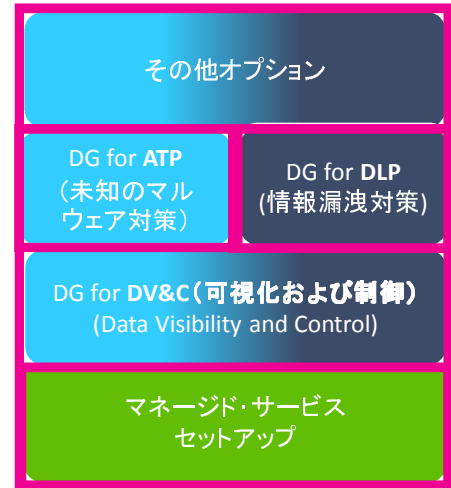 その他オプション
DG for ATP
（未知のマル
ウェア対策）
DG for DLP
(情報漏洩対策)
DG for DV&C（可視化および制御）
(Data Visibility and Control)
マネージド・サービス
セットアップ